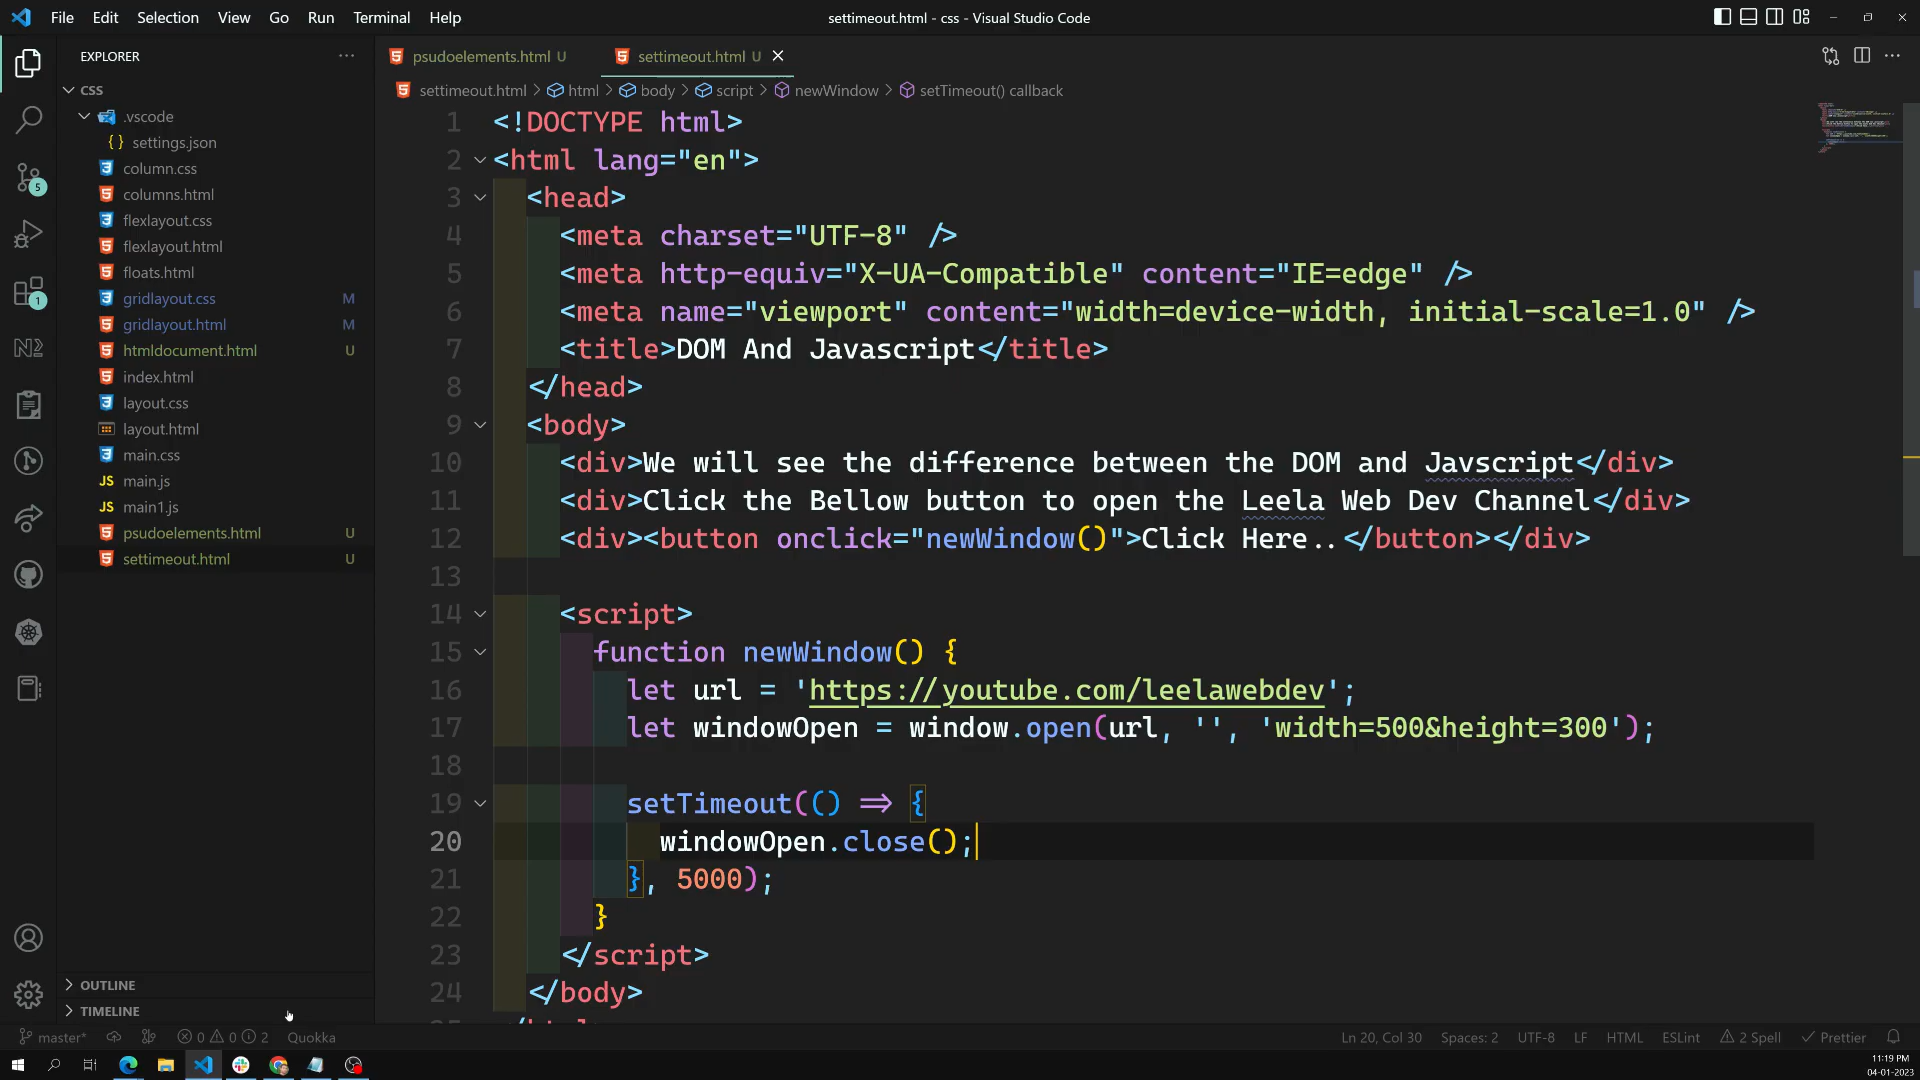 File Edit Selection View Go Run Terminal Help
settimeout.html - css - Visual Studio Code
EXPLORER
CSS
.vscode
{ } settings.json
column.css
columns.html
flexlayout.css
flexlayout.html
floats.html
gridlayout.css M
gridlayout.html M
htmldocument.html U
index.html
layout.css
layout.html
main.css
JS main.js
JS main1.js
psudoelements.html U
settimeout.html U
OUTLINE
TIMELINE
5
1
psudoelements.html U
settimeout.html U
settimeout.html > html > body > script > newWindow > setTimeout() callback
1 <!DOCTYPE html>
2 <html lang="en">
3 <head>
4 <meta charset="UTF-8" />
5 <meta http-equiv="X-UA-Compatible" content="IE=edge" />
6 <meta name="viewport" content="width=device-width, initial-scale=1.0" />
7 <title>DOM And Javascript</title>
8 </head>
9 <body>
10 <div>We will see the difference between the DOM and Javscript</div>
11 <div>Click the Bellow button to open the Leela Web Dev Channel</div>
12 <div><button onclick="newWindow()">Click Here..</button></div>
13
14 <script>
15 function newWindow() {
16 let url = 'https://youtube.com/leelawebdev';
17 let windowOpen = window.open(url, '', 'width=500&height=300');
18
19 setTimeout(() => {
20 windowOpen.close();
21 }, 5000);
22 }
23 </script>
24 </body>
master* 0 0 2 Quokka
Ln 20, Col 30 Spaces: 2 UTF-8 LF HTML ESLint 2 Spell Prettier
11:19 PM
04-01-2023